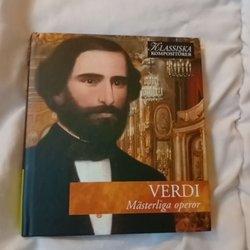 KLASSISKA
KOMPOSITÖRER
VERDI
Mästerliga operor